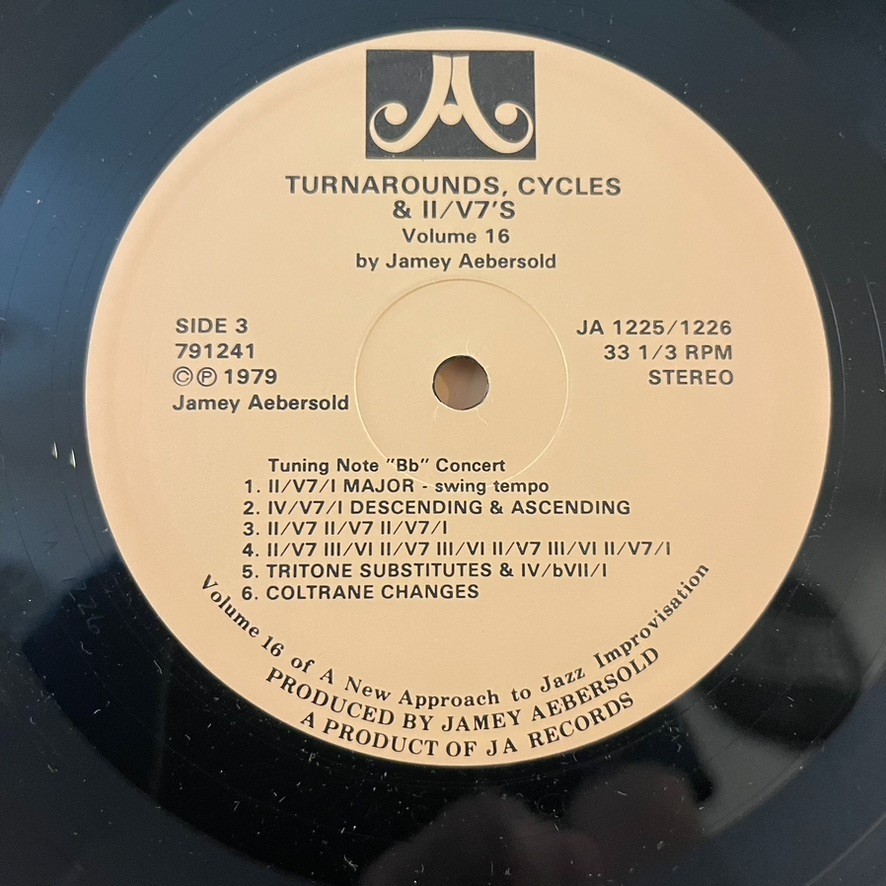 TURNAROUNDS, CYCLES
& II/V7'S
Volume 16
by Jamey Aebersold
SIDE 3
791241
©℗ 1979
Jamey Aebersold
JA 1225/1226
33 1/3 RPM
STEREO
Tuning Note "Bb" Concert
1. II/V7/I MAJOR - swing tempo
2. IV/V7/I DESCENDING & ASCENDING
3. II/V7 II/V7 II/V7/I
4. II/V7 III/VI II/V7 III/VI II/V7 III/VI II/V7/I
5. TRITONE SUBSTITUTES & IV/bVII/I
6. COLTRANE CHANGES
Volume 16 of A New Approach to Jazz Improvisation
PRODUCED BY JAMEY AEBERSOLD
A PRODUCT OF JA RECORDS